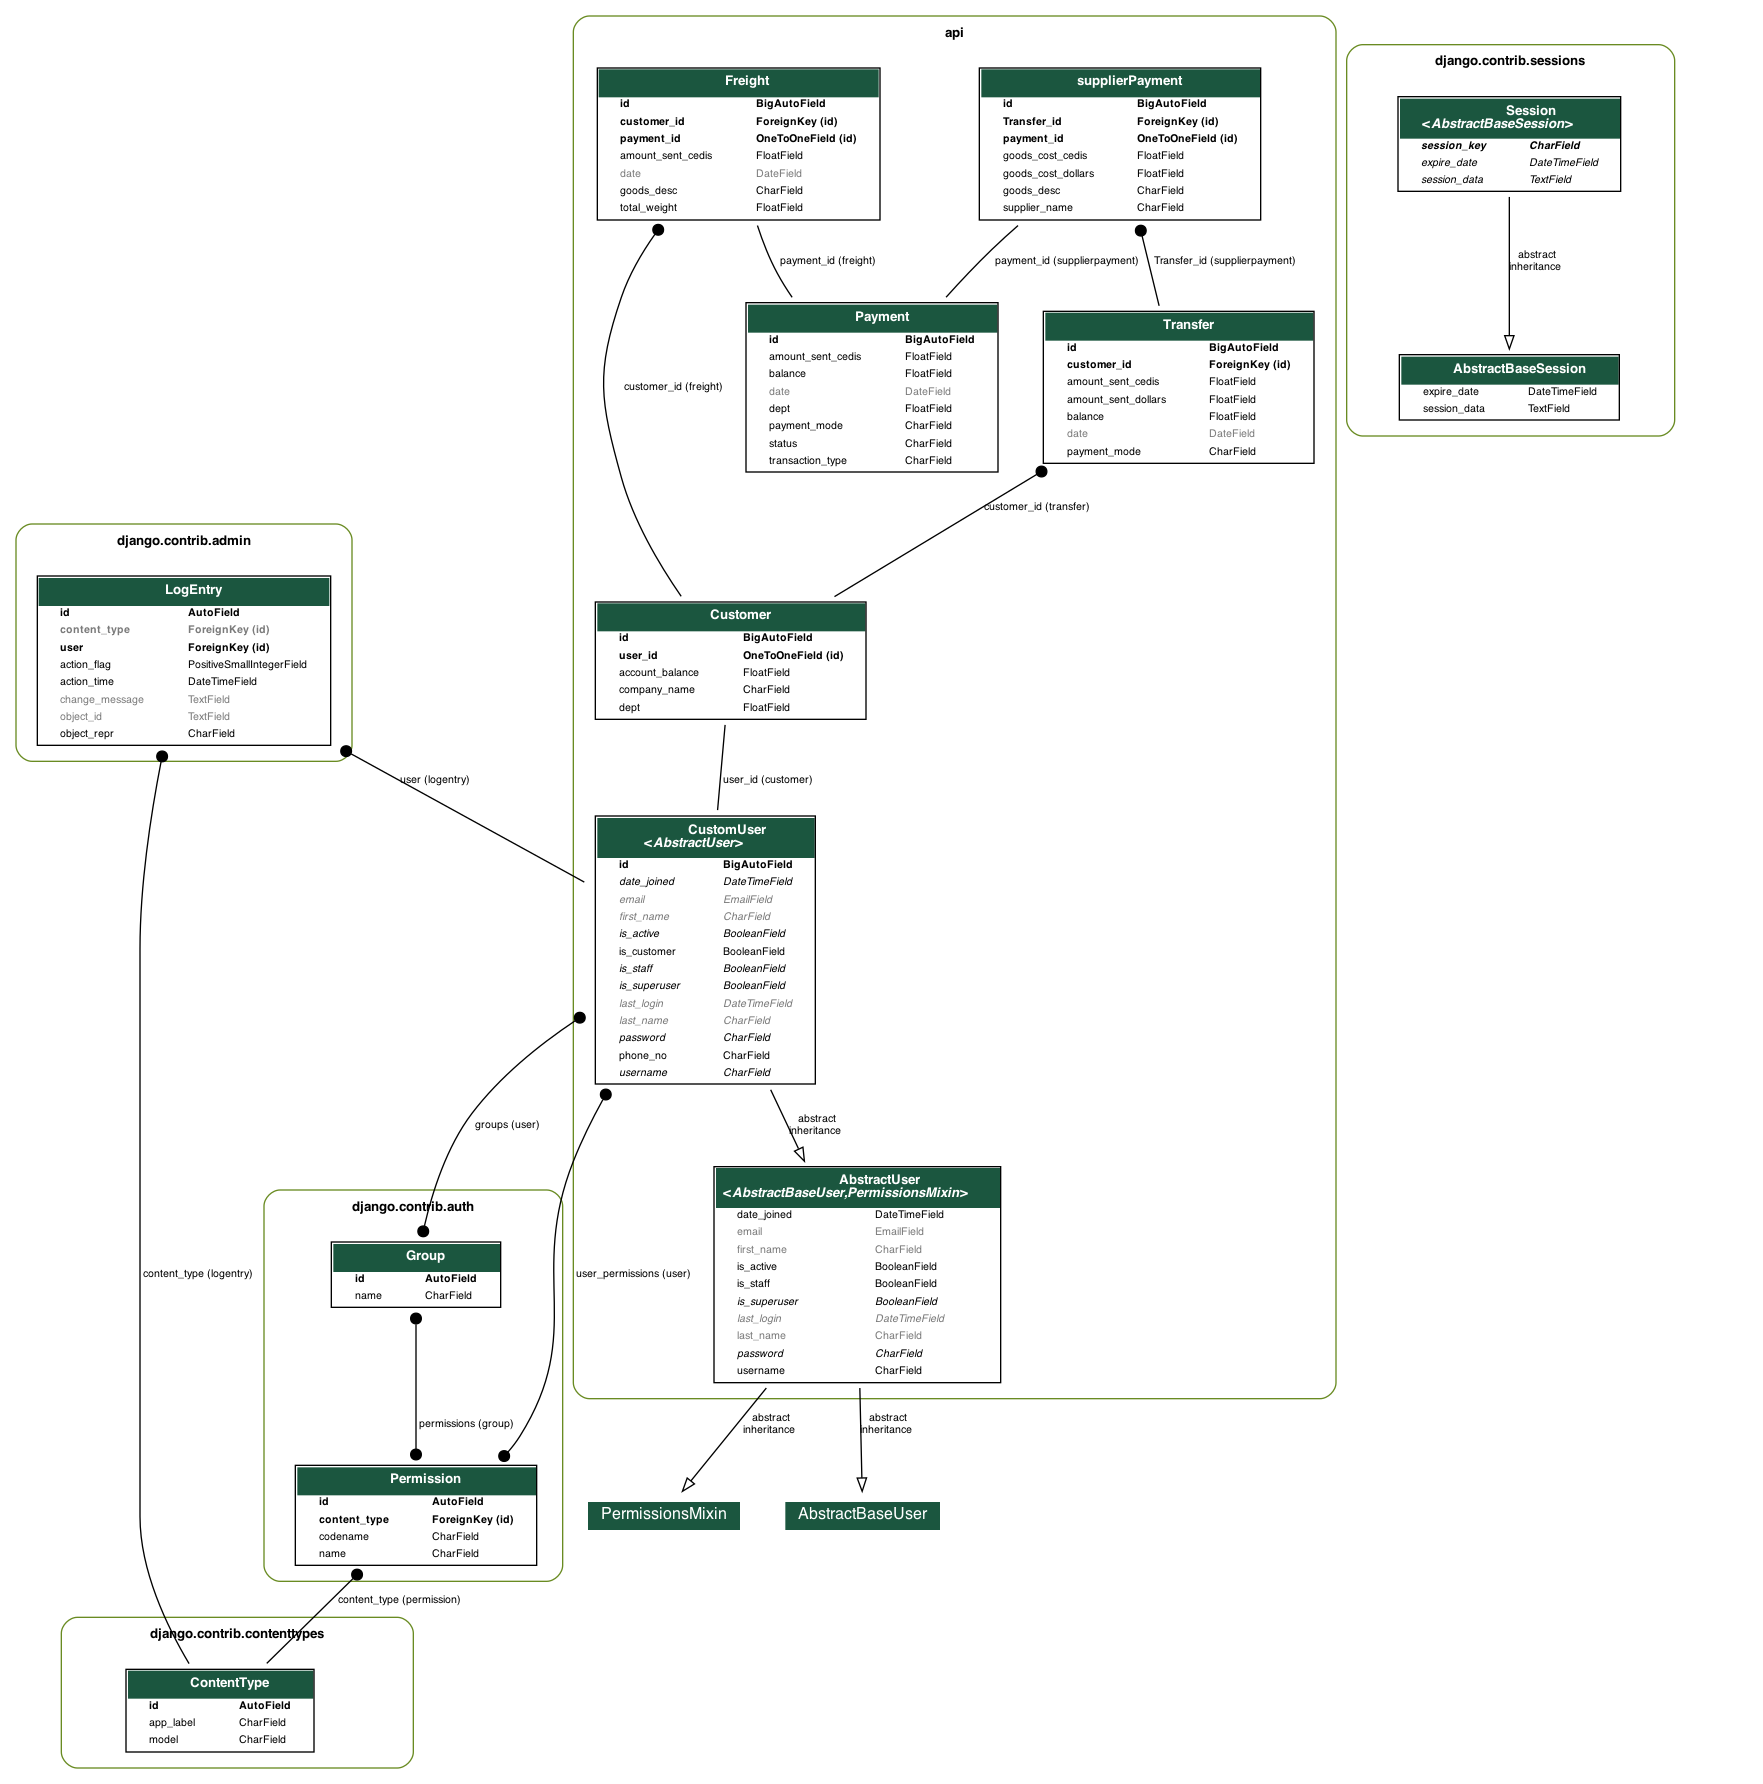 api
Freight
id BigAutoField
customer_id ForeignKey (id)
payment_id OneToOneField (id)
amount_sent_cedis FloatField
date DateField
goods_desc CharField
total_weight FloatField
supplierPayment
id BigAutoField
Transfer_id ForeignKey (id)
payment_id OneToOneField (id)
goods_cost_cedis FloatField
goods_cost_dollars FloatField
goods_desc CharField
supplier_name CharField
django.contrib.sessions
Session
<AbstractBaseSession>
session_key CharField
expire_date DateTimeField
session_data TextField
abstract
inheritance
AbstractBaseSession
expire_date DateTimeField
session_data TextField
payment_id (freight)
payment_id (supplierpayment)
Transfer_id (supplierpayment)
customer_id (freight)
Payment
id BigAutoField
amount_sent_cedis FloatField
balance FloatField
date DateField
dept FloatField
payment_mode CharField
status CharField
transaction_type CharField
Transfer
id BigAutoField
customer_id ForeignKey (id)
amount_sent_cedis FloatField
amount_sent_dollars FloatField
balance FloatField
date DateField
payment_mode CharField
customer_id (transfer)
django.contrib.admin
LogEntry
id AutoField
content_type ForeignKey (id)
user ForeignKey (id)
action_flag PositiveSmallIntegerField
action_time DateTimeField
change_message TextField
object_id TextField
object_repr CharField
Customer
id BigAutoField
user_id OneToOneField (id)
account_balance FloatField
company_name CharField
dept FloatField
user (logentry)
user_id (customer)
CustomUser
<AbstractUser>
id BigAutoField
date_joined DateTimeField
email EmailField
first_name CharField
is_active BooleanField
is_customer BooleanField
is_staff BooleanField
is_superuser BooleanField
last_login DateTimeField
last_name CharField
password CharField
phone_no CharField
username CharField
groups (user)
abstract
inheritance
django.contrib.auth
Group
id AutoField
name CharField
content_type (logentry)
user_permissions (user)
AbstractUser
<AbstractBaseUser,PermissionsMixin>
date_joined DateTimeField
email EmailField
first_name CharField
is_active BooleanField
is_staff BooleanField
is_superuser BooleanField
last_login DateTimeField
last_name CharField
password CharField
username CharField
permissions (group)
abstract
inheritance
abstract
inheritance
Permission
id AutoField
content_type ForeignKey (id)
codename CharField
name CharField
PermissionsMixin
AbstractBaseUser
content_type (permission)
django.contrib.contenttypes
ContentType
id AutoField
app_label CharField
model CharField